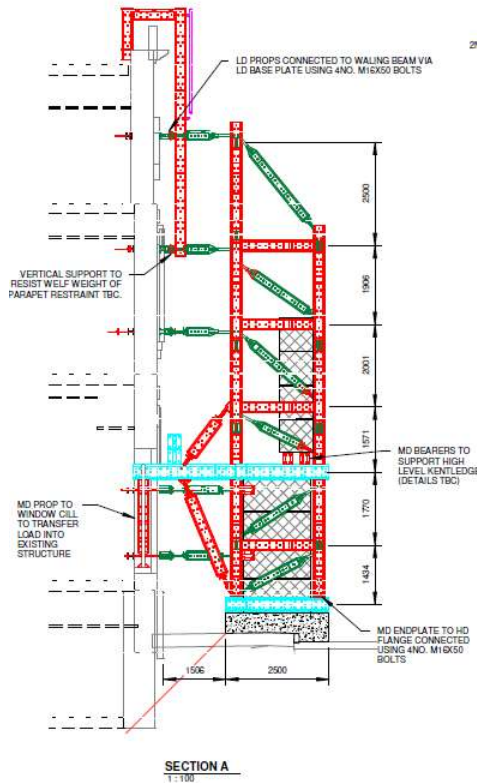 2
LD PROPS CONNECTED TO WALING BEAM VIA
LD BASE PLATE USING 4NO. M16X50 BOLTS
2500
VERTICAL SUPPORT TO
RESIST WELF WEIGHT OF
PARAPET RESTRAINT TBC.
1906
2001
1571
MD BEARERS TO
SUPPORT HIGH
LEVEL KENTLEDGE
(DETAILS TBC)
MD PROP TO
WINDOW CILL
TO TRANSFER
LOAD INTO
EXISTING
STRUCTURE
1770
1434
MD ENDPLATE TO HD
FLANGE CONNECTED
USING 4NO. M16X50
BOLTS
1506
2500
SECTION A
1 : 100